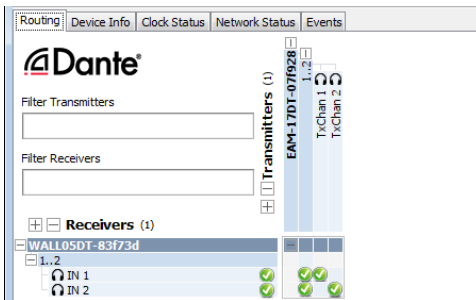 Routing Device Info Clock Status Network Status Events
Dante®
Filter Transmitters
Filter Receivers
Transmitters (1)
EAM-17DT-07f928
1..2
TxChan 1
TxChan 2
Receivers (1)
WALL05DT-83f73d
1..2
IN 1
IN 2